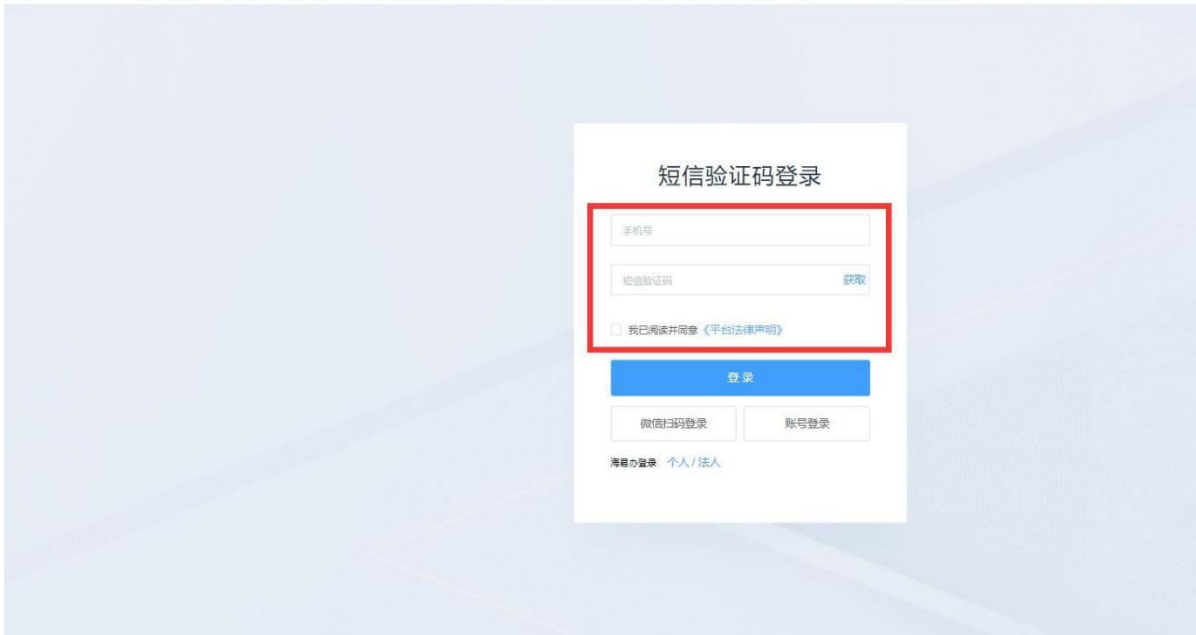 短信验证码登录
手机号
短信验证码 获取
我已阅读并同意《平台法律声明》
登录
微信扫码登录 账号登录
海易办登录 个人 / 法人